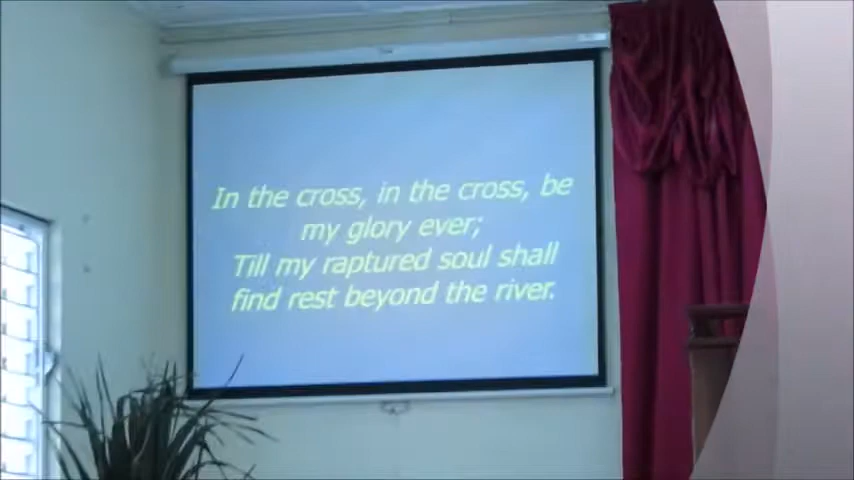 In the cross, in the cross, be
my glory ever;
Till my raptured soul shall
find rest beyond the river.